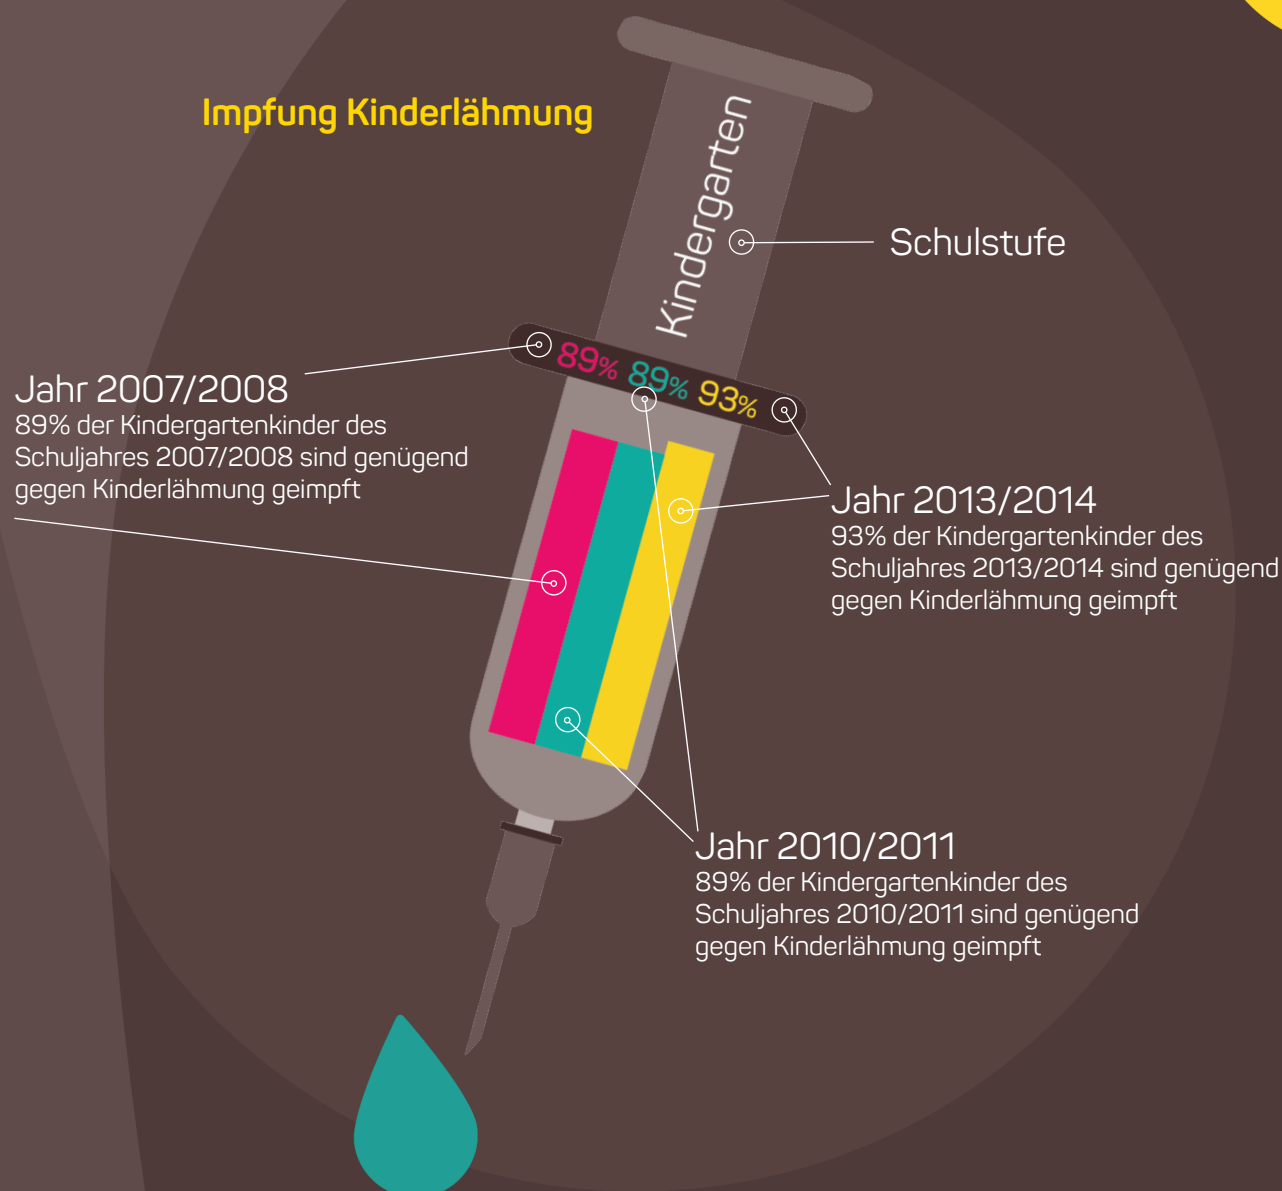 Impfung Kinderlähmung
Kindergarten
Schulstufe
89% 89% 93%
Jahr 2007/2008
89% der Kindergartenkinder des
Schuljahres 2007/2008 sind genügend
gegen Kinderlähmung geimpft
Jahr 2013/2014
93% der Kindergartenkinder des
Schuljahres 2013/2014 sind genügend
gegen Kinderlähmung geimpft
Jahr 2010/2011
89% der Kindergartenkinder des
Schuljahres 2010/2011 sind genügend
gegen Kinderlähmung geimpft